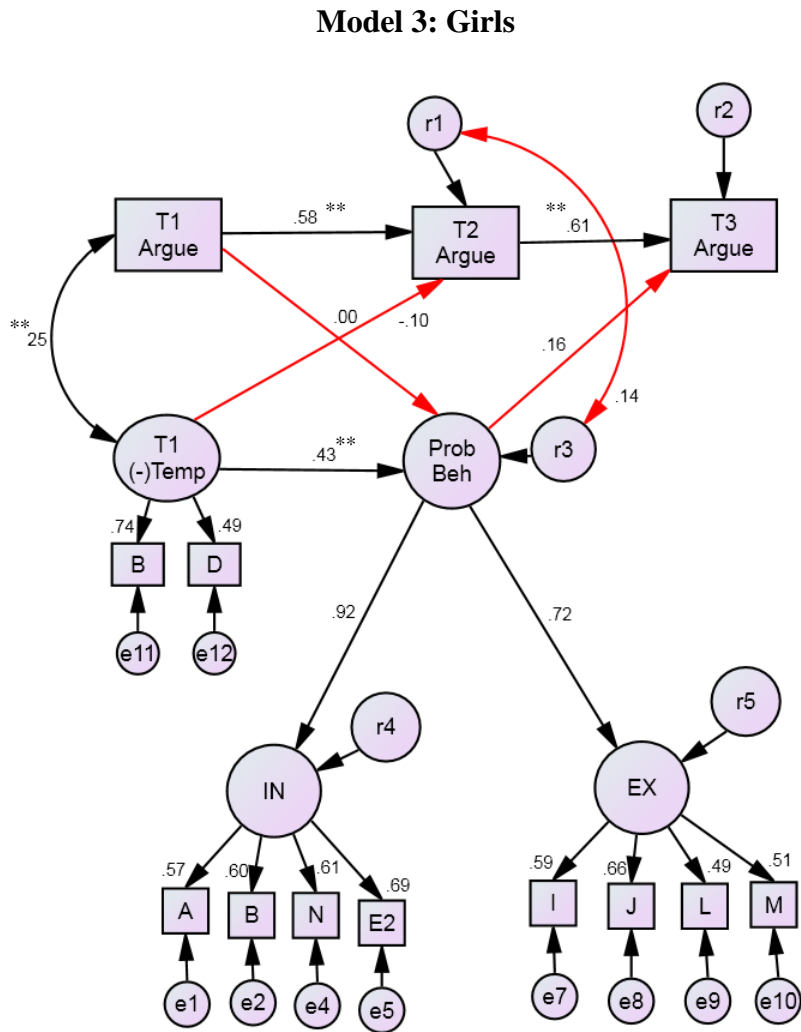 Model 3: Girls
r1
r2
T1
Argue
.58 **
T2
Argue
**
.61
T3
Argue
**
25
.00
-.10
.16
.14
T1
(-)Temp
.43**
Prob
Beh
r3
.74
.49
B
D
e11
e12
.92
.72
r4
r5
IN
EX
.57
.60
.61
.69
.59
.66
.49
.51
A
B
N
E2
I
J
L
M
e1
e2
e4
e5
e7
e8
e9
e10